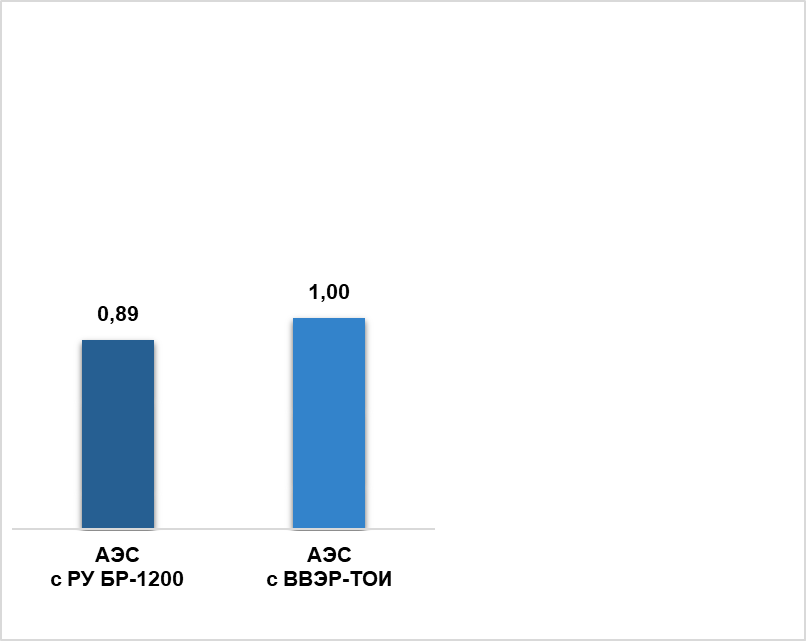 0,89
1,00
АЭС
с РУ БР-1200
АЭС
с ВВЭР-ТОИ